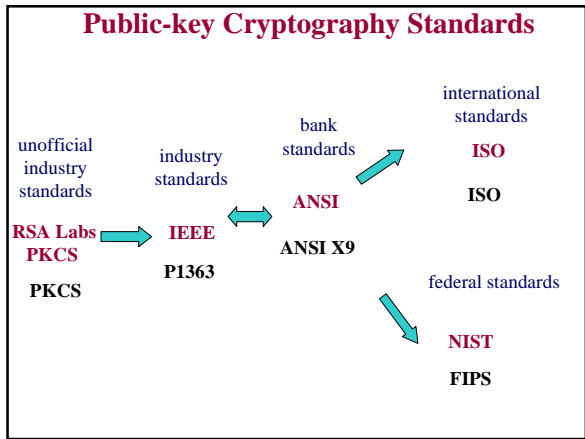 Public-key Cryptography Standards
unofficial
industry
standards
RSA Labs
PKCS
PKCS
industry
standards
IEEE
P1363
bank
standards
ANSI
ANSI X9
international
standards
ISO
ISO
federal standards
NIST
FIPS